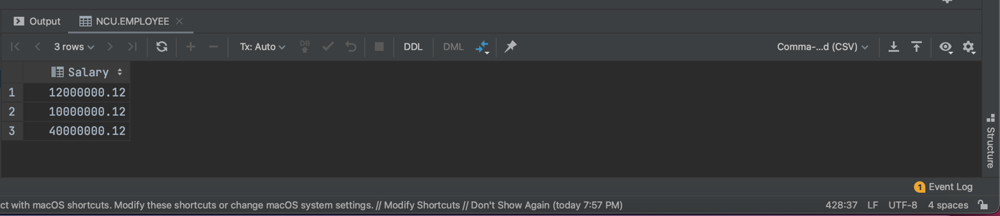 Output NCU.EMPLOYEE
3 rows Tx: Auto DB DDL DML Comma-...d (CSV)
Salary
1 12000000.12
2 10000000.12
3 40000000.12
Structure
1 Event Log
ct with macOS shortcuts. Modify these shortcuts or change macOS system settings. // Modify Shortcuts // Don't Show Again (today 7:57 PM) 428:37 LF UTF-8 4 spaces